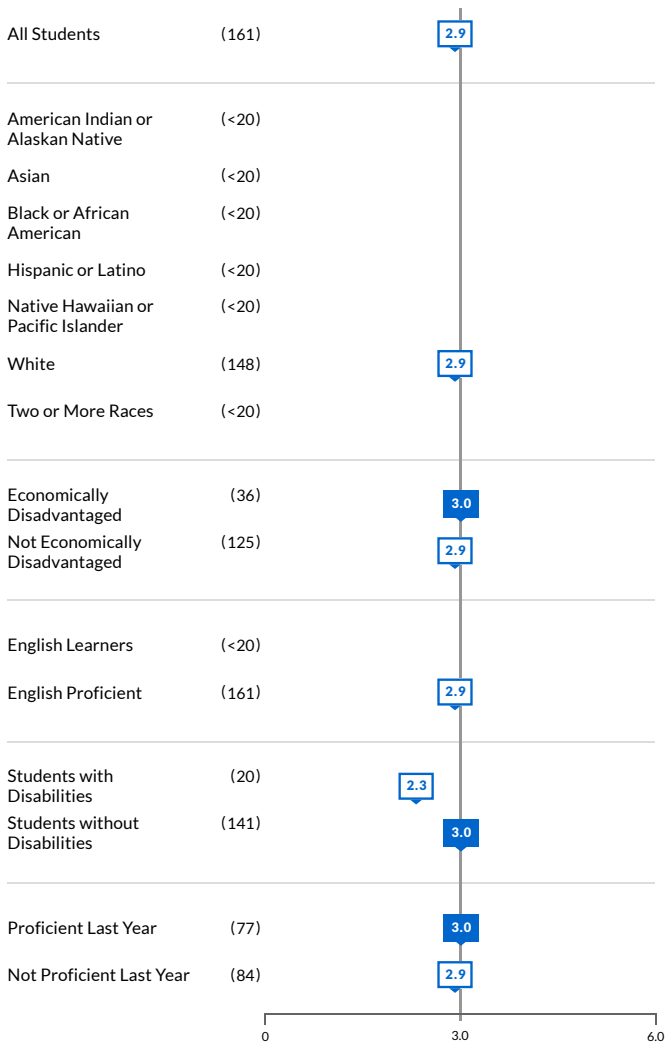 All Students (161) 2.9
American Indian or (<20)
Alaskan Native
Asian (<20)
Black or African (<20)
American
Hispanic or Latino (<20)
Native Hawaiian or (<20)
Pacific Islander
White (148) 2.9
Two or More Races (<20)
Economically (36) 3.0
Disadvantaged
Not Economically (125) 2.9
Disadvantaged
English Learners (<20)
English Proficient (161) 2.9
Students with (20) 2.3
Disabilities
Students without (141) 3.0
Disabilities
Proficient Last Year (77) 3.0
Not Proficient Last Year (84) 2.9
0 3.0 6.0